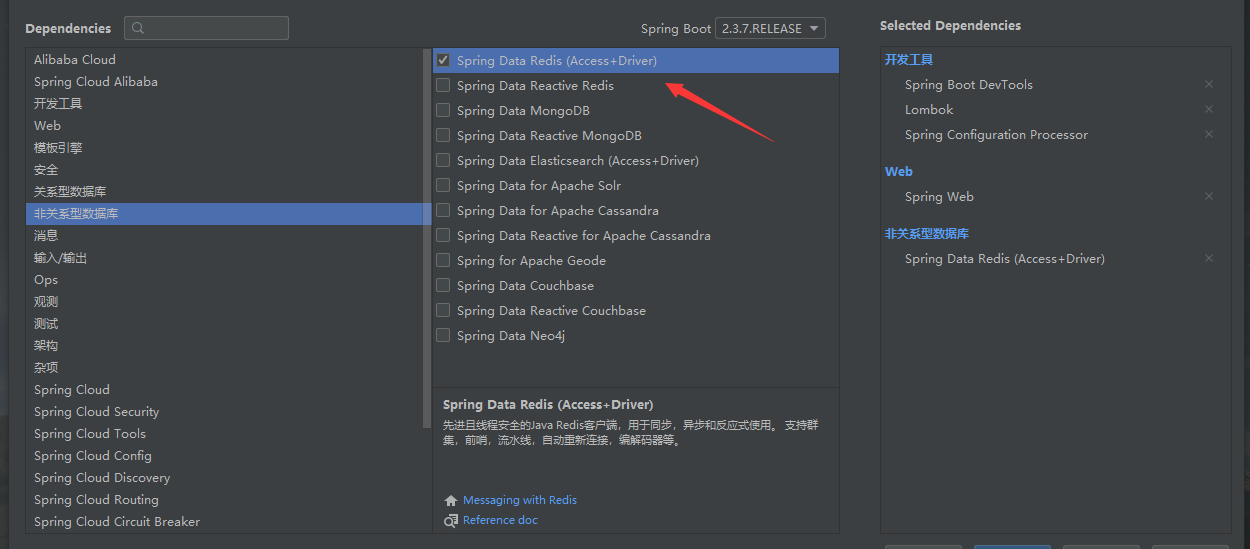 Dependencies
Spring Boot 2.3.7.RELEASE
Alibaba Cloud
Spring Cloud Alibaba
开发工具
Web
模板引擎
安全
关系型数据库
非关系型数据库
消息
输入/输出
Ops
观测
测试
架构
杂项
Spring Cloud
Spring Cloud Security
Spring Cloud Tools
Spring Cloud Config
Spring Cloud Discovery
Spring Cloud Routing
Spring Cloud Circuit Breaker
Spring Data Redis (Access+Driver)
Spring Data Reactive Redis
Spring Data MongoDB
Spring Data Reactive MongoDB
Spring Data Elasticsearch (Access+Driver)
Spring Data for Apache Solr
Spring Data for Apache Cassandra
Spring Data Reactive for Apache Cassandra
Spring for Apache Geode
Spring Data Couchbase
Spring Data Reactive Couchbase
Spring Data Neo4j
Spring Data Redis (Access+Driver)
先进且线程安全的Java Redis客户端，用于同步，异步和反应式使用。 支持群
集，前哨，流水线，自动重新连接，编解码器等。
Messaging with Redis
Reference doc
Selected Dependencies
开发工具
Spring Boot DevTools
Lombok
Spring Configuration Processor
Web
Spring Web
非关系型数据库
Spring Data Redis (Access+Driver)